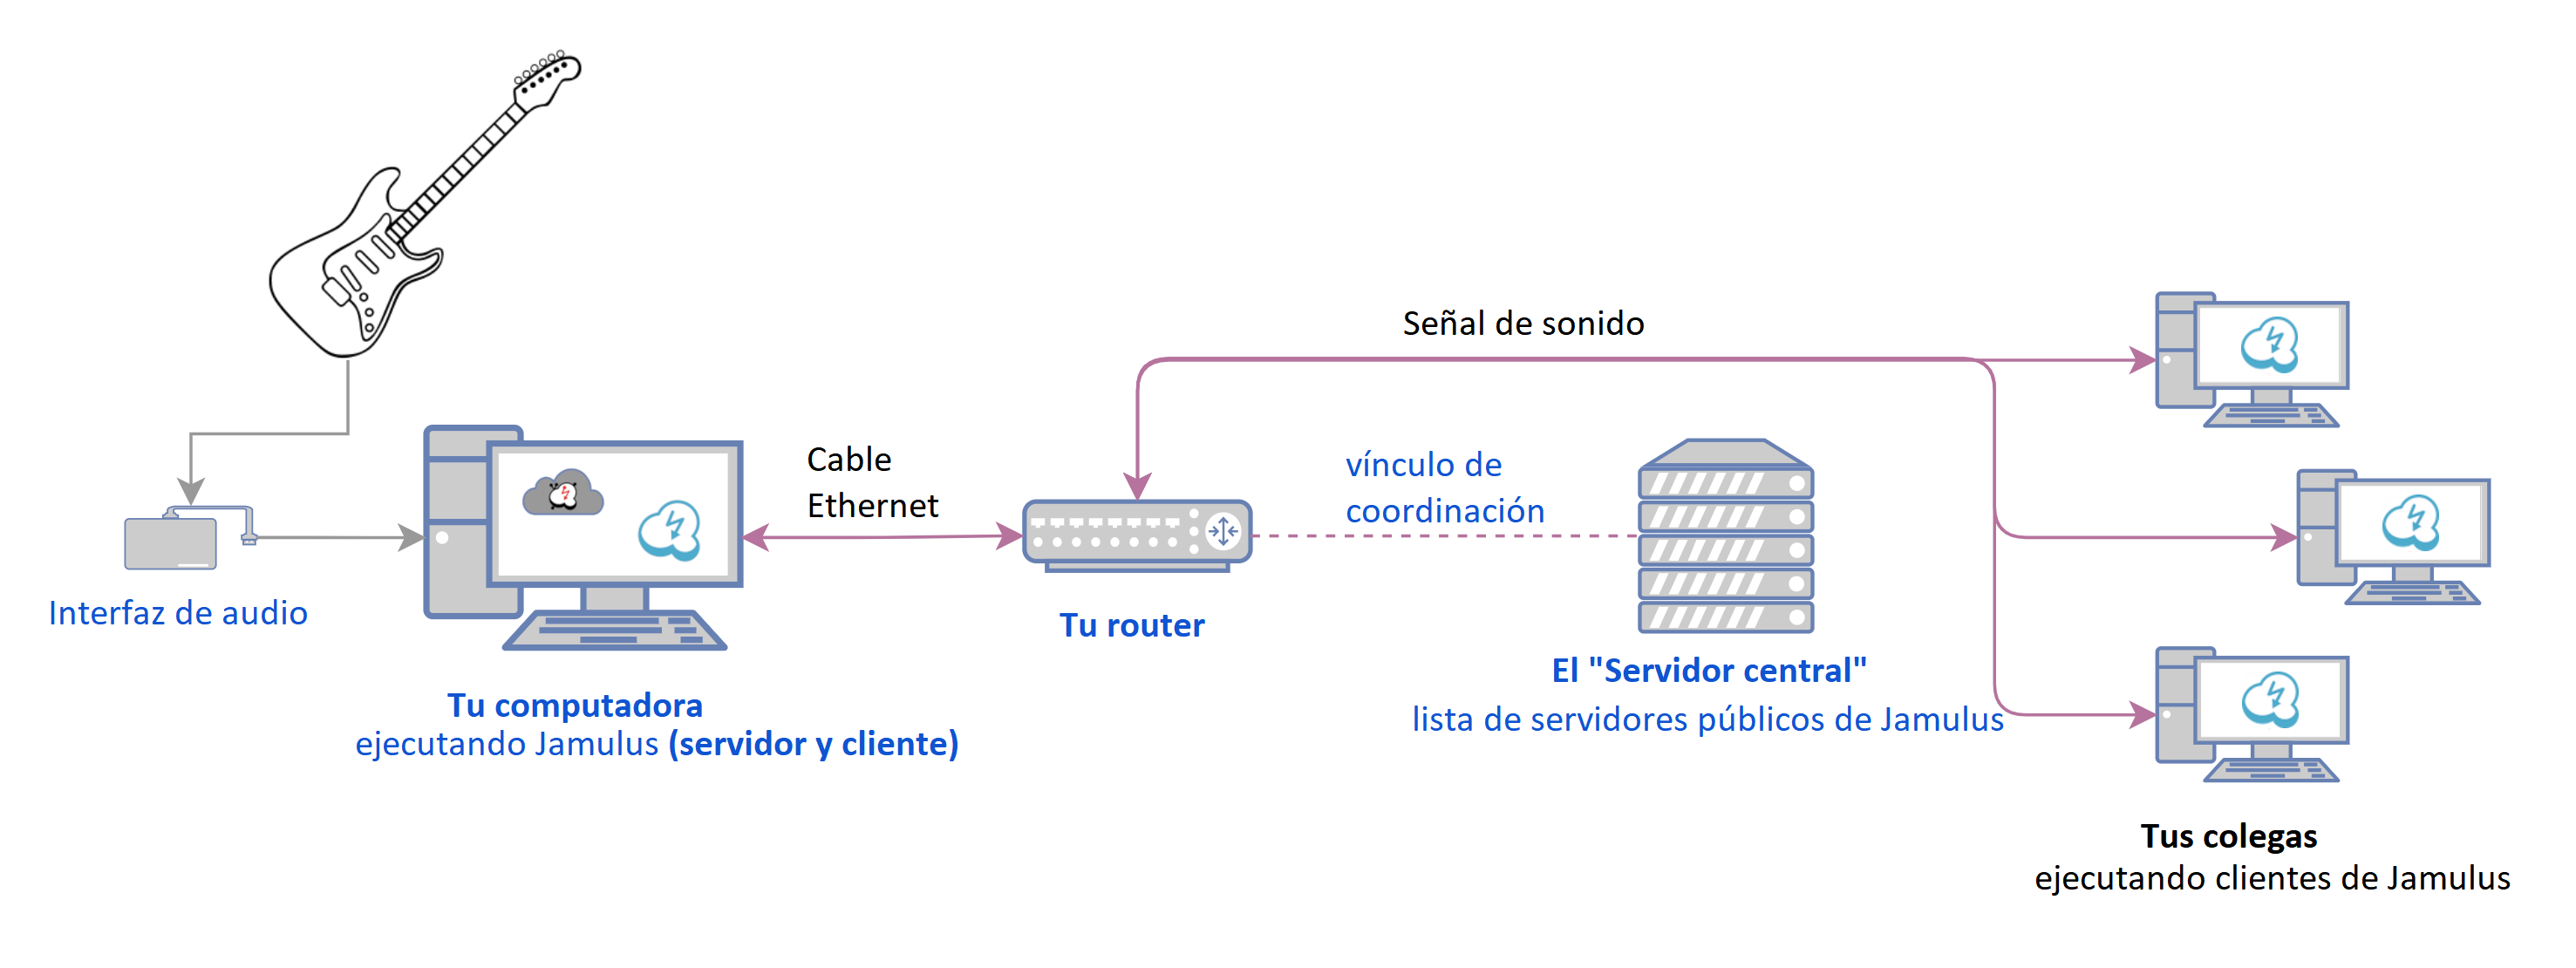 Señal de sonido
Cable
Ethernet
vínculo de
coordinación
Interfaz de audio
Tu router
El "Servidor central"
lista de servidores públicos de Jamulus
Tu computadora
ejecutando Jamulus (servidor y cliente)
Tus colegas
ejecutando clientes de Jamulus